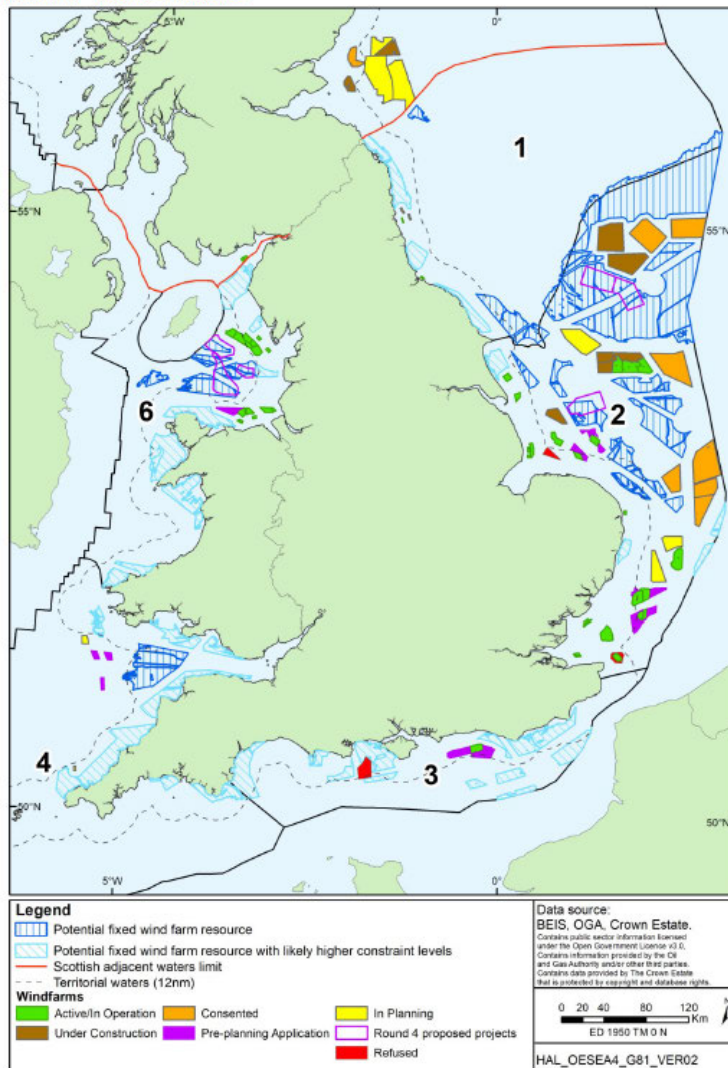 5°W
0°
1
55°N
55°N
6
2
4
3
50°N
50°N
5°W
0°
Legend
Potential fixed wind farm resource
Potential fixed wind farm resource with likely higher constraint levels
Scottish adjacent waters limit
Territorial waters (12nm)
Windfarms
Active/In Operation
Consented
In Planning
Under Construction
Pre-planning Application
Round 4 proposed projects
Refused
Data source:
BEIS, OGA, Crown Estate.
Contains public sector information licensed
under the Open Government License v3.0,
Contains information provided by the Oil
and Gas Authority and/or other third parties.
Contains data provided by The Crown Estate
that is protected by copyright and database rights.
0 20 40 80 120
Km
N
ED 1950 TM 0 N
HAL_OESEA4_G81_VER02